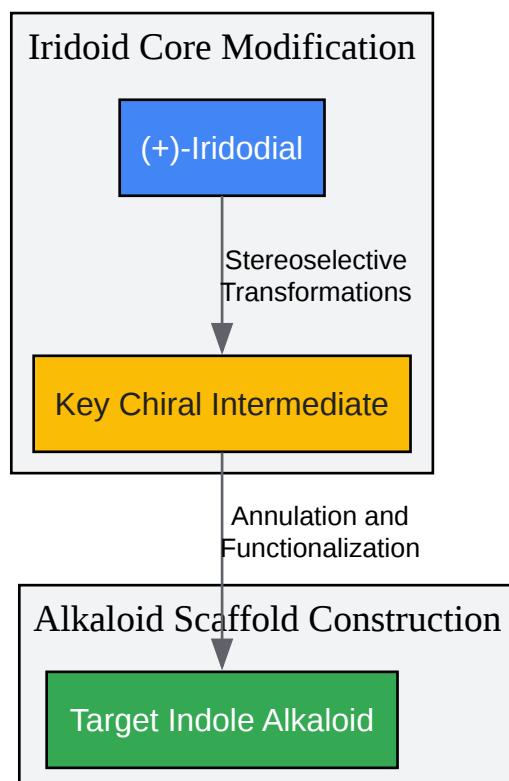 Iridoid Core Modification
(+)-Iridodial
Stereoselective
Transformations
Key Chiral Intermediate
Annulation and
Functionalization
Alkaloid Scaffold Construction
Target Indole Alkaloid